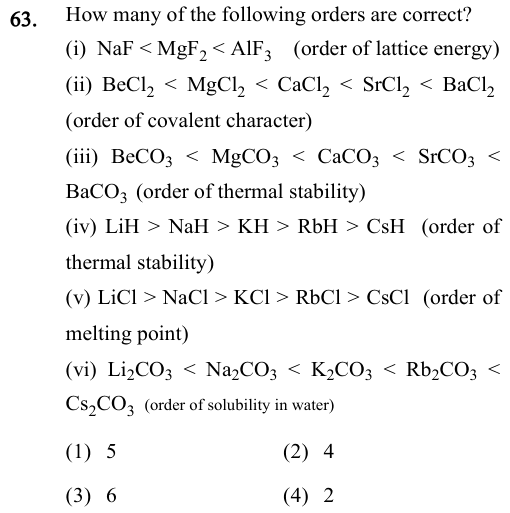 63. How many of the following orders are correct?
(i) NaF < MgF₂ < AlF₃ (order of lattice energy)
(ii) BeCl₂ < MgCl₂ < CaCl₂ < SrCl₂ < BaCl₂
(order of covalent character)
(iii) BeCO₃ < MgCO₃ < CaCO₃ < SrCO₃ <
BaCO₃ (order of thermal stability)
(iv) LiH > NaH > KH > RbH > CsH (order of
thermal stability)
(v) LiCl > NaCl > KCl > RbCl > CsCl (order of
melting point)
(vi) Li₂CO₃ < Na₂CO₃ < K₂CO₃ < Rb₂CO₃ <
Cs₂CO₃ (order of solubility in water)
(1) 5 (2) 4
(3) 6 (4) 2